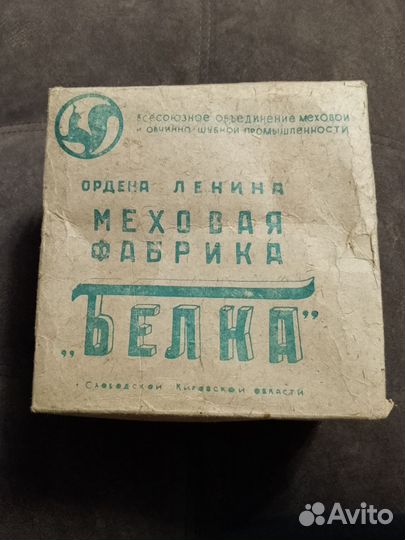 ВСЕСОЮЗНОЕ ОБЪЕДИНЕНИЕ МЕХОВОЙ
И ОВЧИННО-ШУБНОЙ ПРОМЫШЛЕННОСТИ
ОРДЕНА ЛЕНИНА
МЕХОВАЯ
ФАБРИКА
„БЕЛКА”
г. Слободской Кировской области
Avito